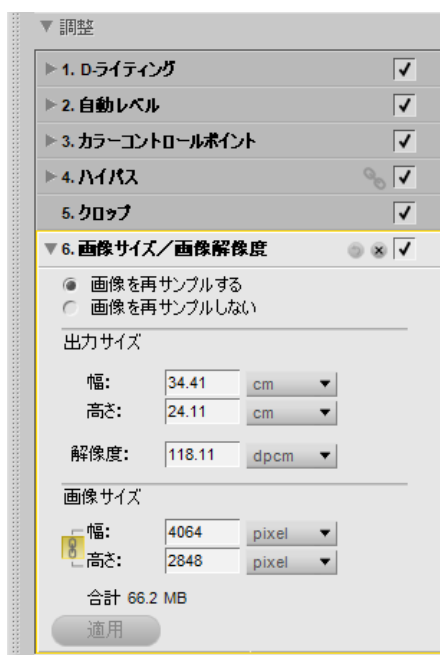 調整
1. D-ライティング
2. 自動レベル
3. カラーコントロールポイント
4. ハイパス
5. クロップ
6. 画像サイズ／画像解像度
画像を再サンプルする
画像を再サンプルしない
出力サイズ
幅: 34.41 cm
高さ: 24.11 cm
解像度: 118.11 dpcm
画像サイズ
幅: 4064 pixel
高さ: 2848 pixel
合計 66.2 MB
適用